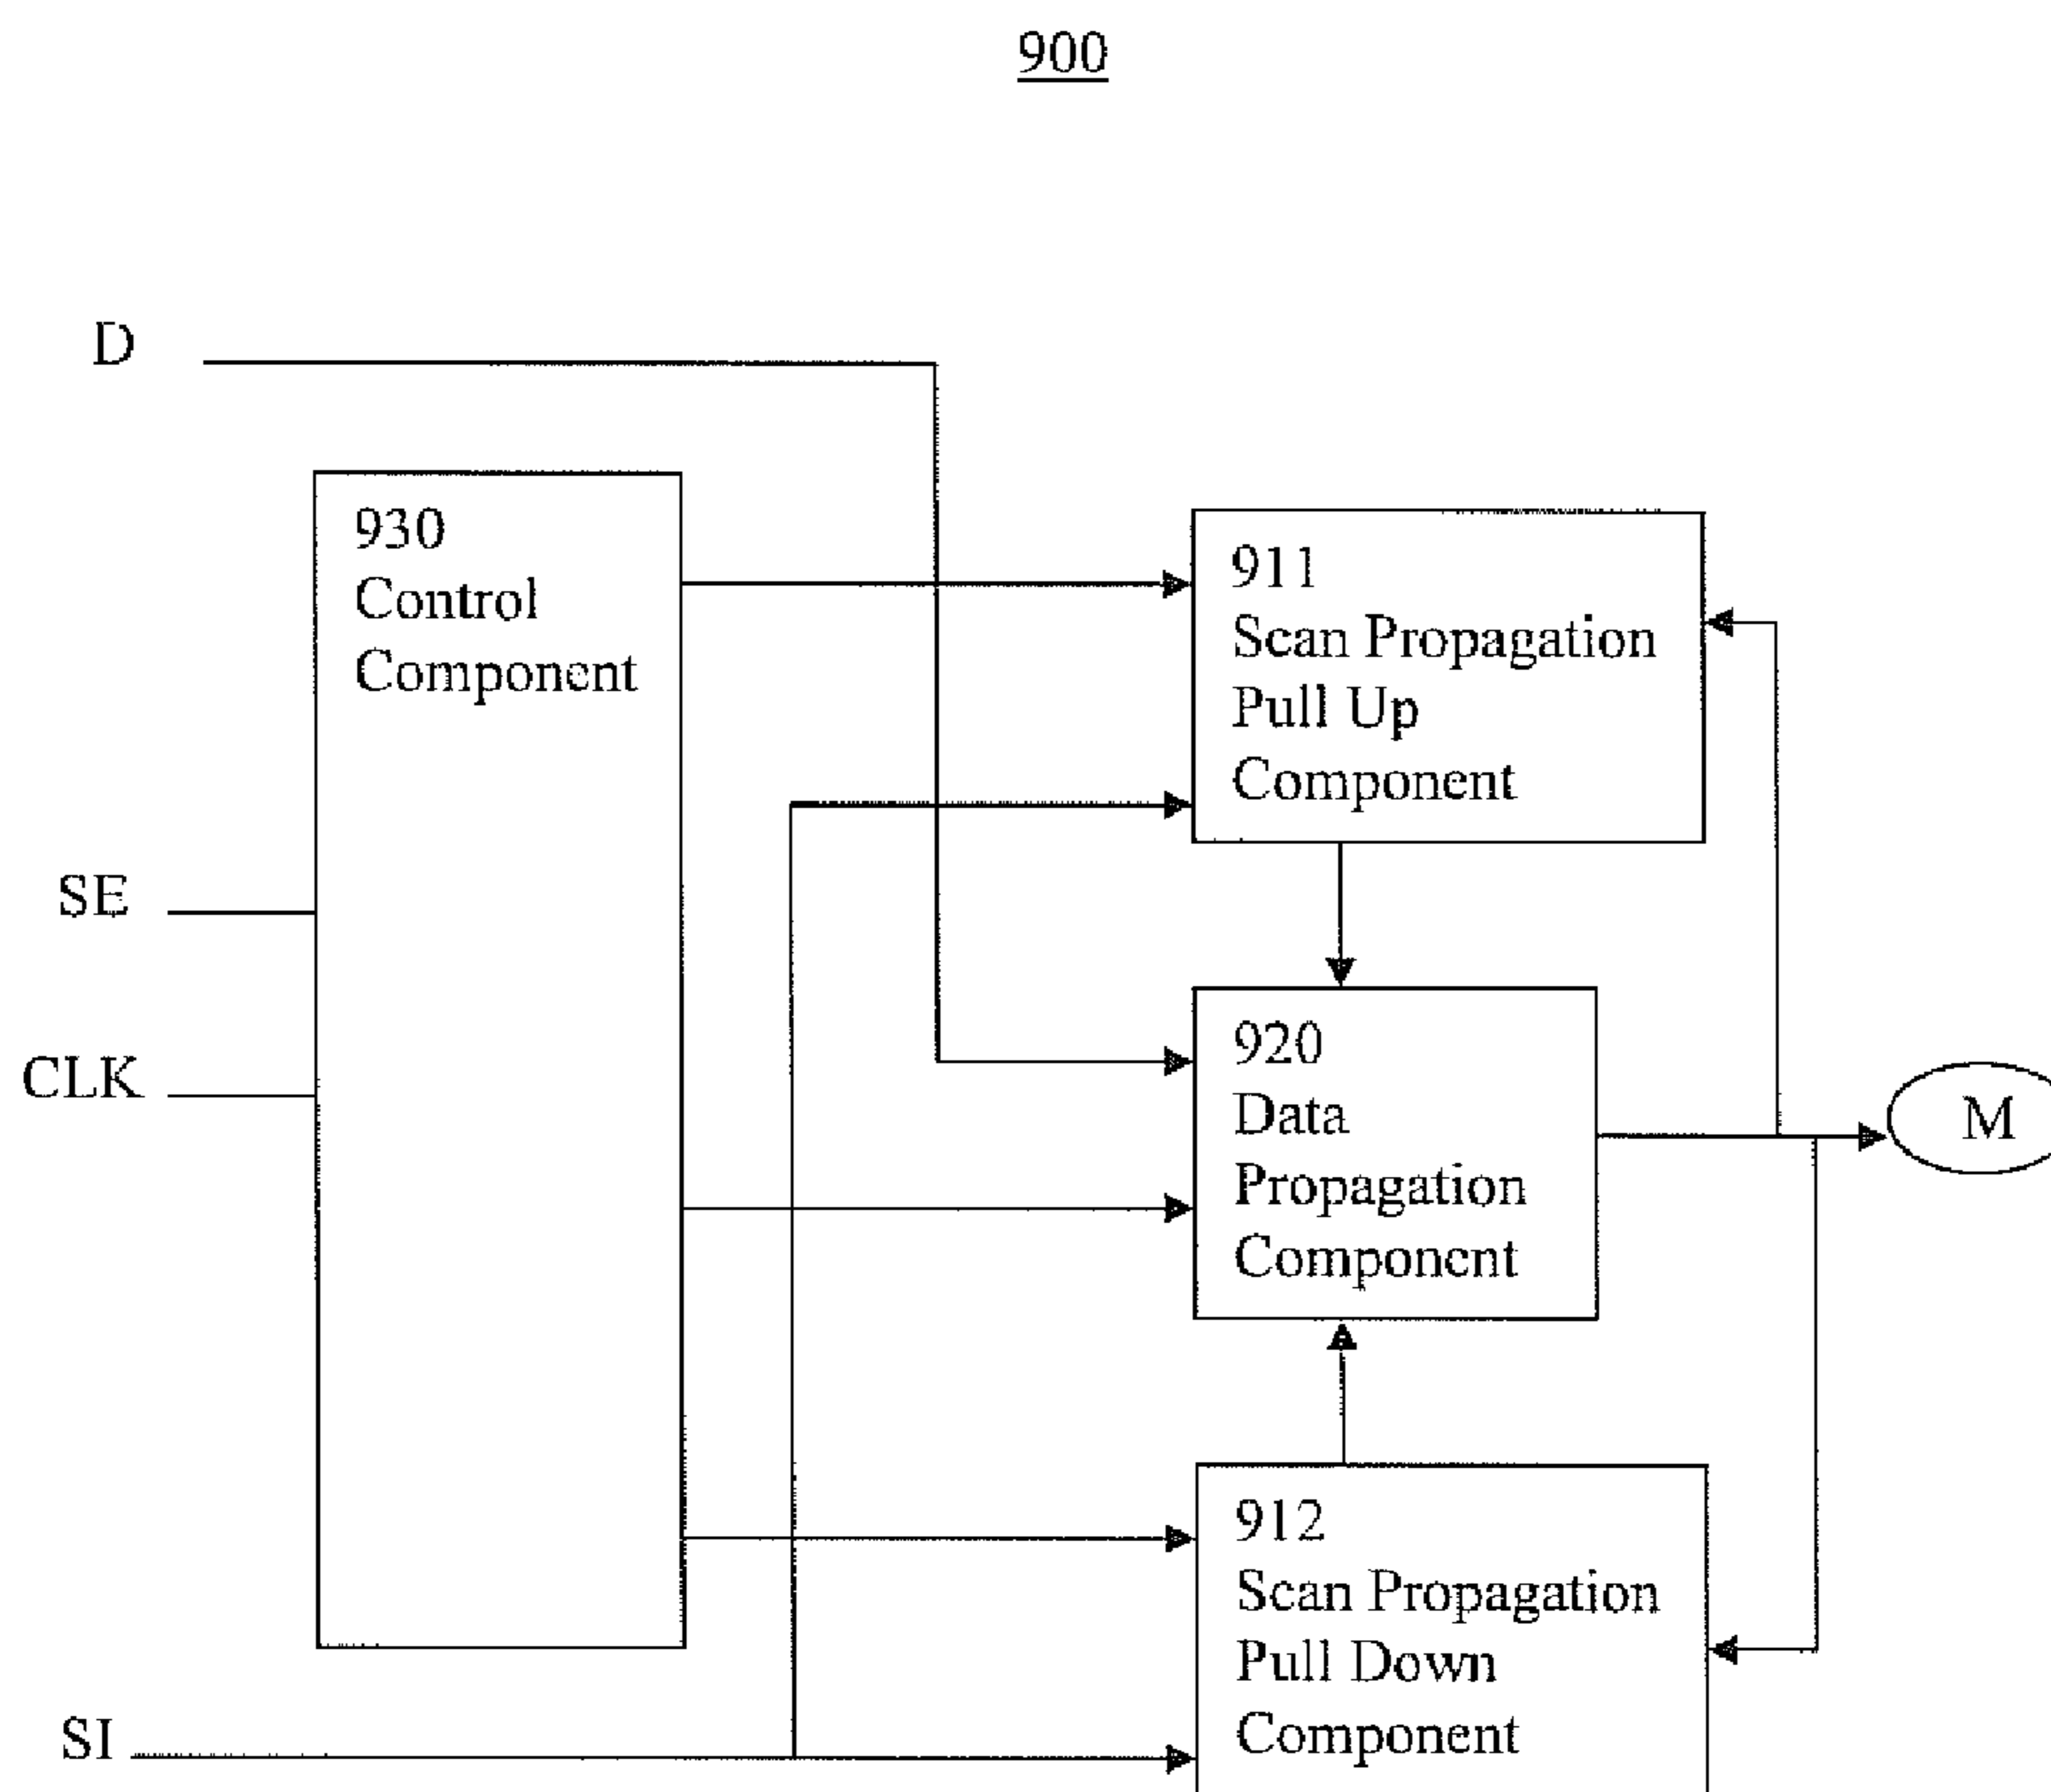 900
D
930
Control
Component
911
Scan Propagation
Pull Up
Component
SE
CLK
920
Data
Propagation
Component
M
912
Scan Propagation
Pull Down
Component
SI